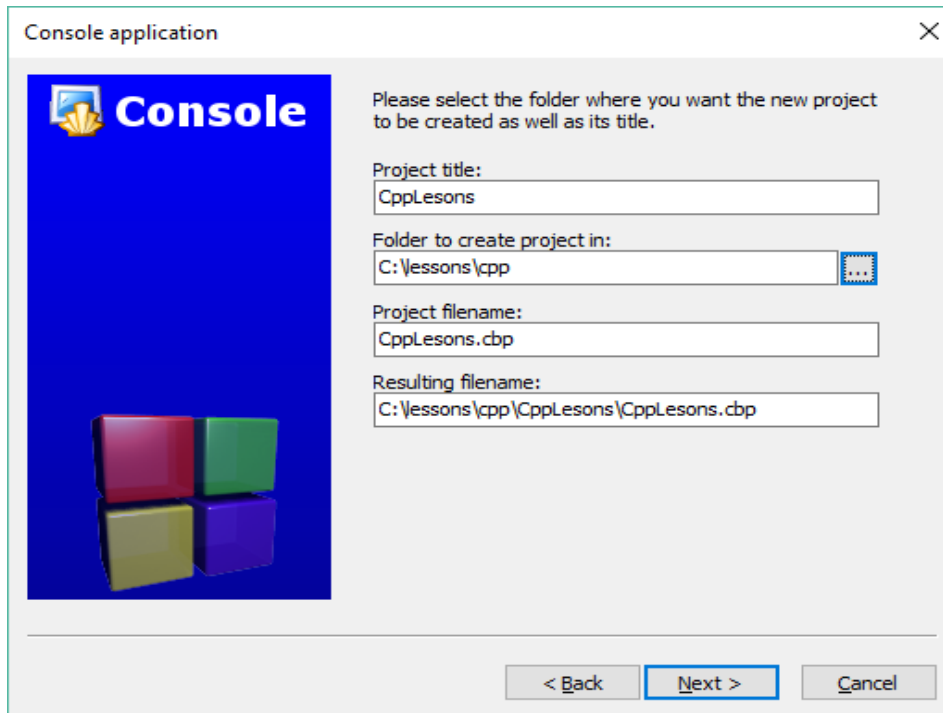 Console application
Console
Please select the folder where you want the new project
to be created as well as its title.
Project title:
CppLesons
Folder to create project in:
C:\lessons\cpp
...
Project filename:
CppLesons.cbp
Resulting filename:
C:\lessons\cpp\CppLesons\CppLesons.cbp
< Back
Next >
Cancel